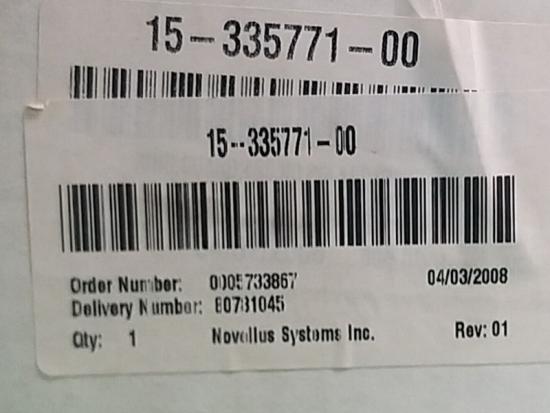 15-335771-00
15-335771-00
Order Number: 0005733867 04/03/2008
Delivery Number: 80731045
Qty: 1 Novellus Systems Inc. Rev: 01